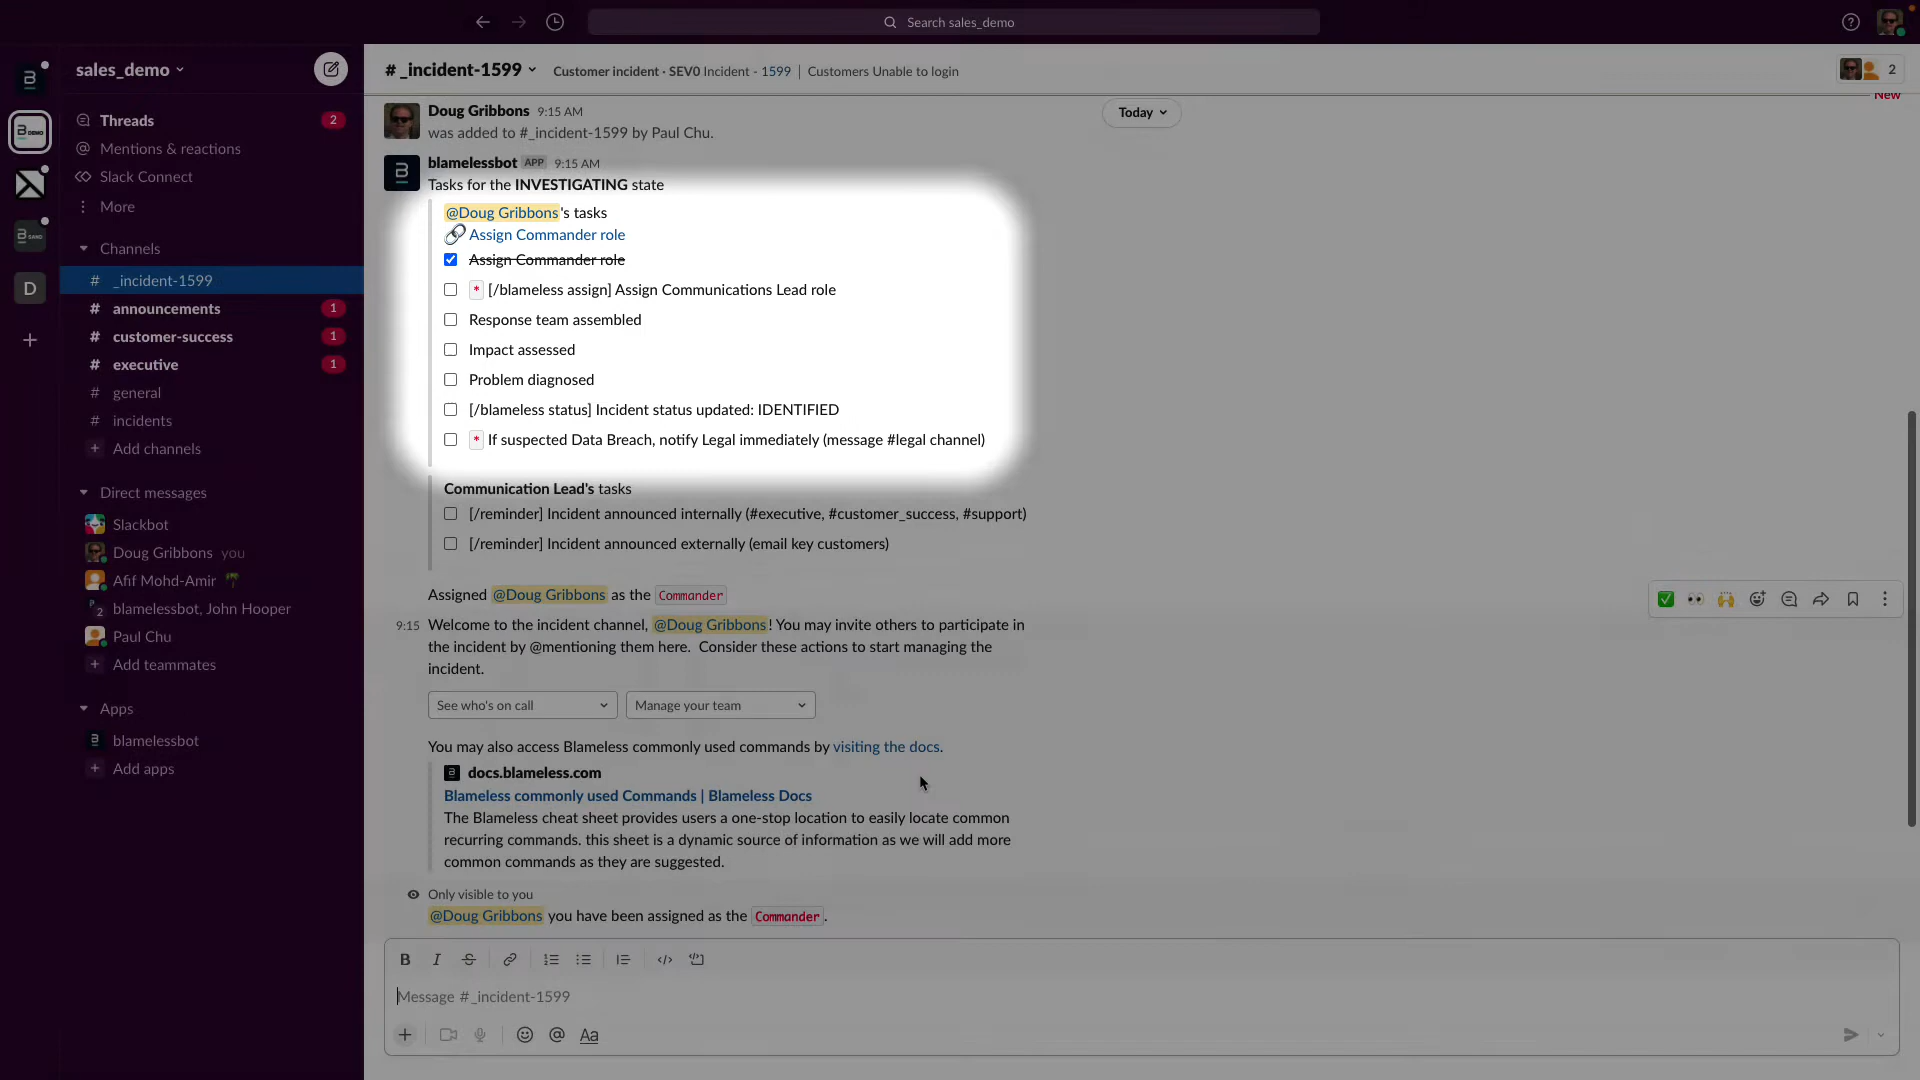 Search sales_demo
sales_demo
Threads 2
Mentions & reactions
Slack Connect
More
Channels
# _incident-1599
# announcements 1
# customer-success 1
# executive 1
# general
# incidents
+ Add channels
Direct messages
Slackbot
Doug Gribbons you
Afif Mohd-Amir
2 blamelessbot, John Hooper
Paul Chu
+ Add teammates
Apps
blamelessbot
+ Add apps
D
# _incident-1599 Customer incident · SEV0 Incident - 1599 | Customers Unable to login 2
New
Today
Doug Gribbons 9:15 AM
was added to #_incident-1599 by Paul Chu.
blamelessbot APP 9:15 AM
Tasks for the INVESTIGATING state
@Doug Gribbons's tasks
Assign Commander role
Assign Commander role
* [/blameless assign] Assign Communications Lead role
Response team assembled
Impact assessed
Problem diagnosed
[/blameless status] Incident status updated: IDENTIFIED
* If suspected Data Breach, notify Legal immediately (message #legal channel)
Communication Lead's tasks
[/reminder] Incident announced internally (#executive, #customer_success, #support)
[/reminder] Incident announced externally (email key customers)
Assigned @Doug Gribbons as the Commander
9:15 Welcome to the incident channel, @Doug Gribbons! You may invite others to participate in
the incident by @mentioning them here. Consider these actions to start managing the
incident.
See who's on call
Manage your team
You may also access Blameless commonly used commands by visiting the docs.
docs.blameless.com
Blameless commonly used Commands | Blameless Docs
The Blameless cheat sheet provides users a one-stop location to easily locate common
recurring commands. this sheet is a dynamic source of information as we will add more
common commands as they are suggested.
Only visible to you
@Doug Gribbons you have been assigned as the Commander.
B I S
Message #_incident-1599
+ @ Aa